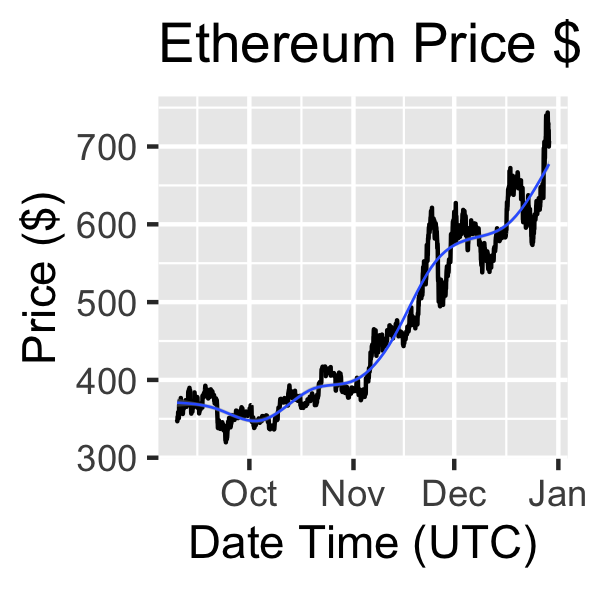 Ethereum Price $
Price ($)
700
600
500
400
300
Oct Nov Dec Jan
Date Time (UTC)